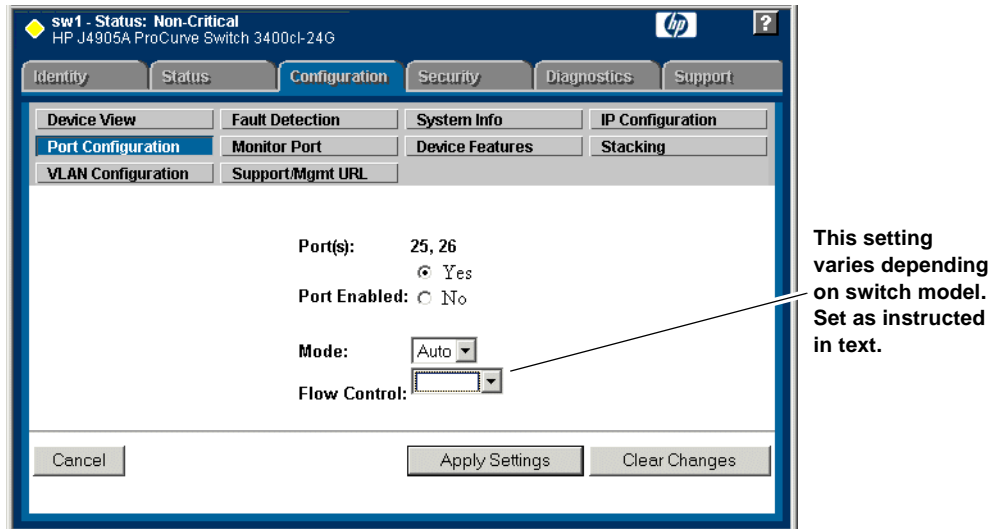 sw1 - Status: Non-Critical
HP J4905A ProCurve Switch 3400cl-24G
hp
?
Identity Status Configuration Security Diagnostics Support
Device View Fault Detection System Info IP Configuration
Port Configuration Monitor Port Device Features Stacking
VLAN Configuration Support/Mgmt URL
Port(s): 25, 26
Yes
Port Enabled: No
Mode: Auto
Flow Control:
Cancel Apply Settings Clear Changes
This setting
varies depending
on switch model.
Set as instructed
in text.